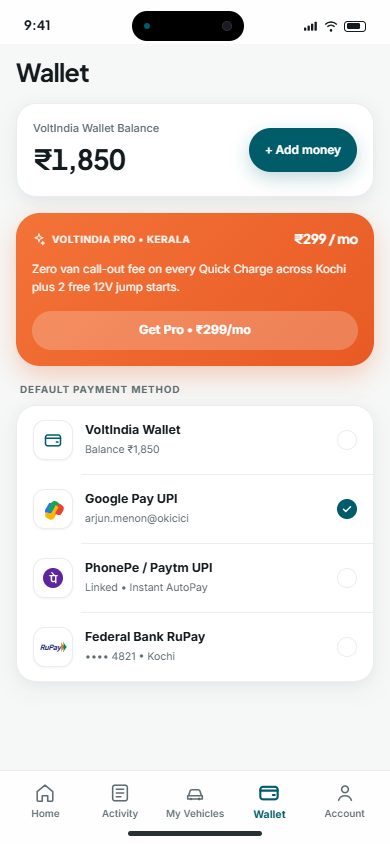 9:41
Wallet
VoltIndia Wallet Balance
₹1,850
+ Add money
VOLTINDIA PRO • KERALA
₹299 / mo
Zero van call-out fee on every Quick Charge across Kochi
plus 2 free 12V jump starts.
Get Pro • ₹299/mo
DEFAULT PAYMENT METHOD
VoltIndia Wallet
Balance ₹1,850
Google Pay UPI
arjun.menon@okicici
पे
PhonePe / Paytm UPI
Linked • Instant AutoPay
RuPay
Federal Bank RuPay
•••• 4821 • Kochi
Home
Activity
My Vehicles
Wallet
Account